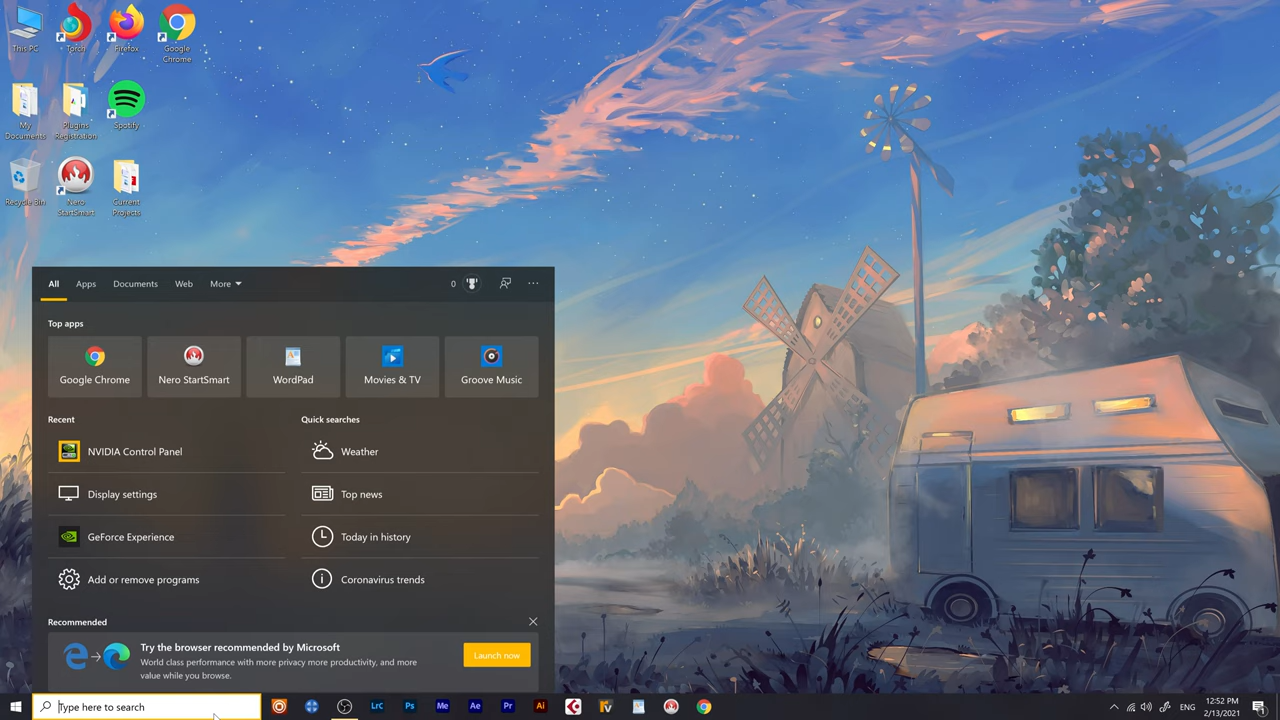 This PC
Torch
Firefox
Google
Chrome
My
Documents
Plugins
Registration
Spotify
Recycle Bin
Nero
StartSmart
Current
Projects
All
Apps
Documents
Web
More
0
Top apps
Google Chrome
Nero StartSmart
WordPad
Movies & TV
Groove Music
Recent
Quick searches
NVIDIA Control Panel
Weather
Display settings
Top news
GeForce Experience
Today in history
Add or remove programs
Coronavirus trends
Recommended
Try the browser recommended by Microsoft
World class performance with more privacy more productivity, and more
value while you browse.
Launch now
Type here to search
LrC
Ps
Me
Ae
Pr
Ai
ENG
12:52 PM
2/13/2021